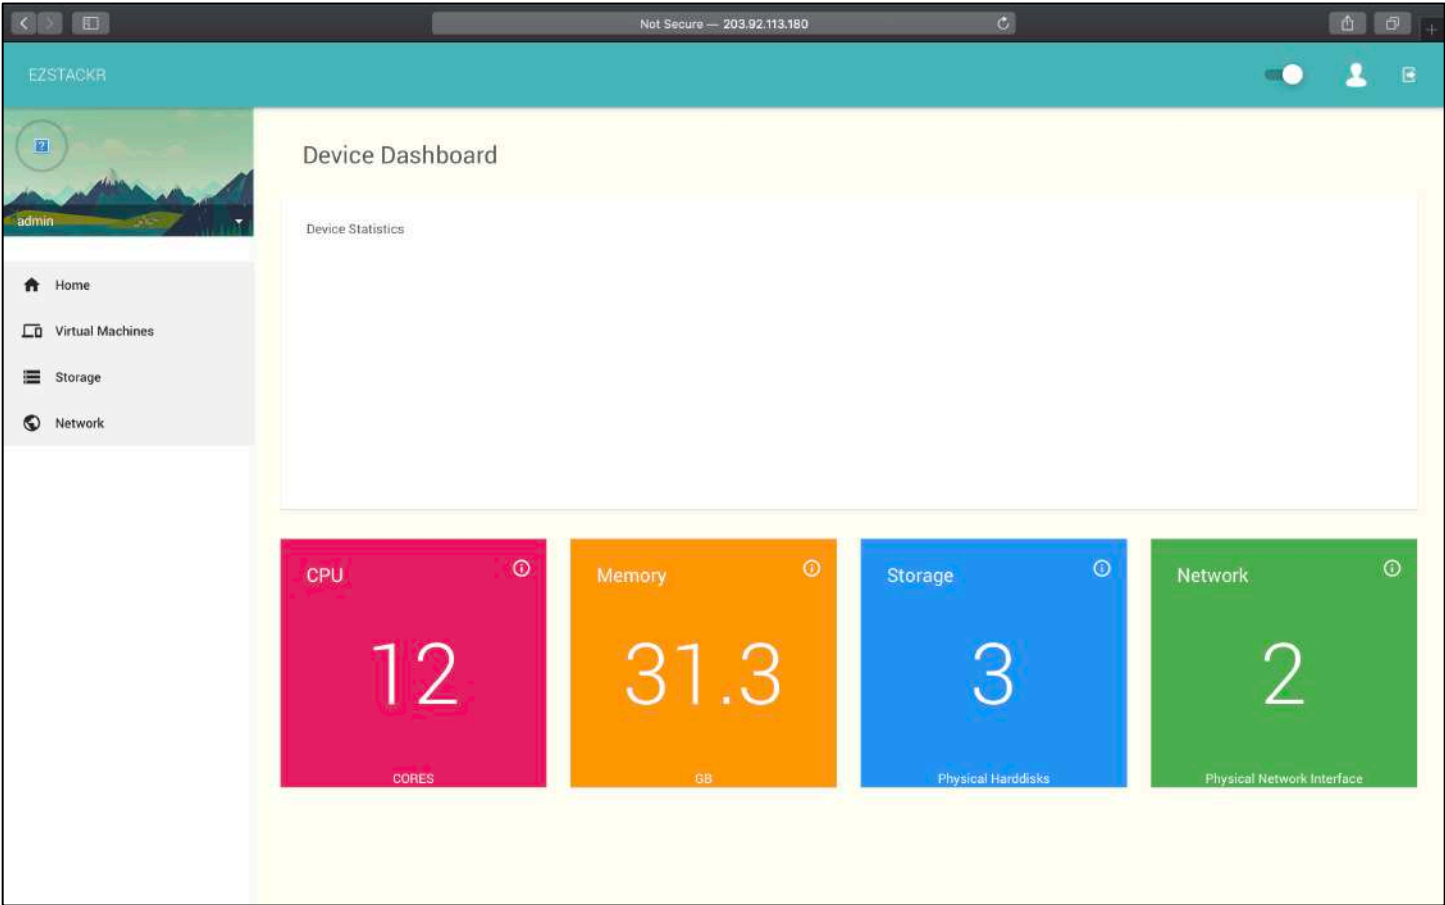 Not Secure — 203.92.113.180
EZSTACKR
admin
Home
Virtual Machines
Storage
Network
Device Dashboard
Device Statistics
CPU
12
CORES
Memory
31.3
GB
Storage
3
Physical Harddisks
Network
2
Physical Network Interface